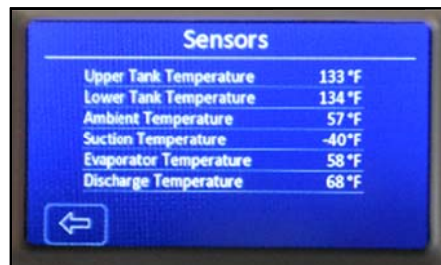 Sensors
Upper Tank Temperature 133 °F
Lower Tank Temperature 134 °F
Ambient Temperature 57 °F
Suction Temperature -40°F
Evaporator Temperature 58 °F
Discharge Temperature 68 °F